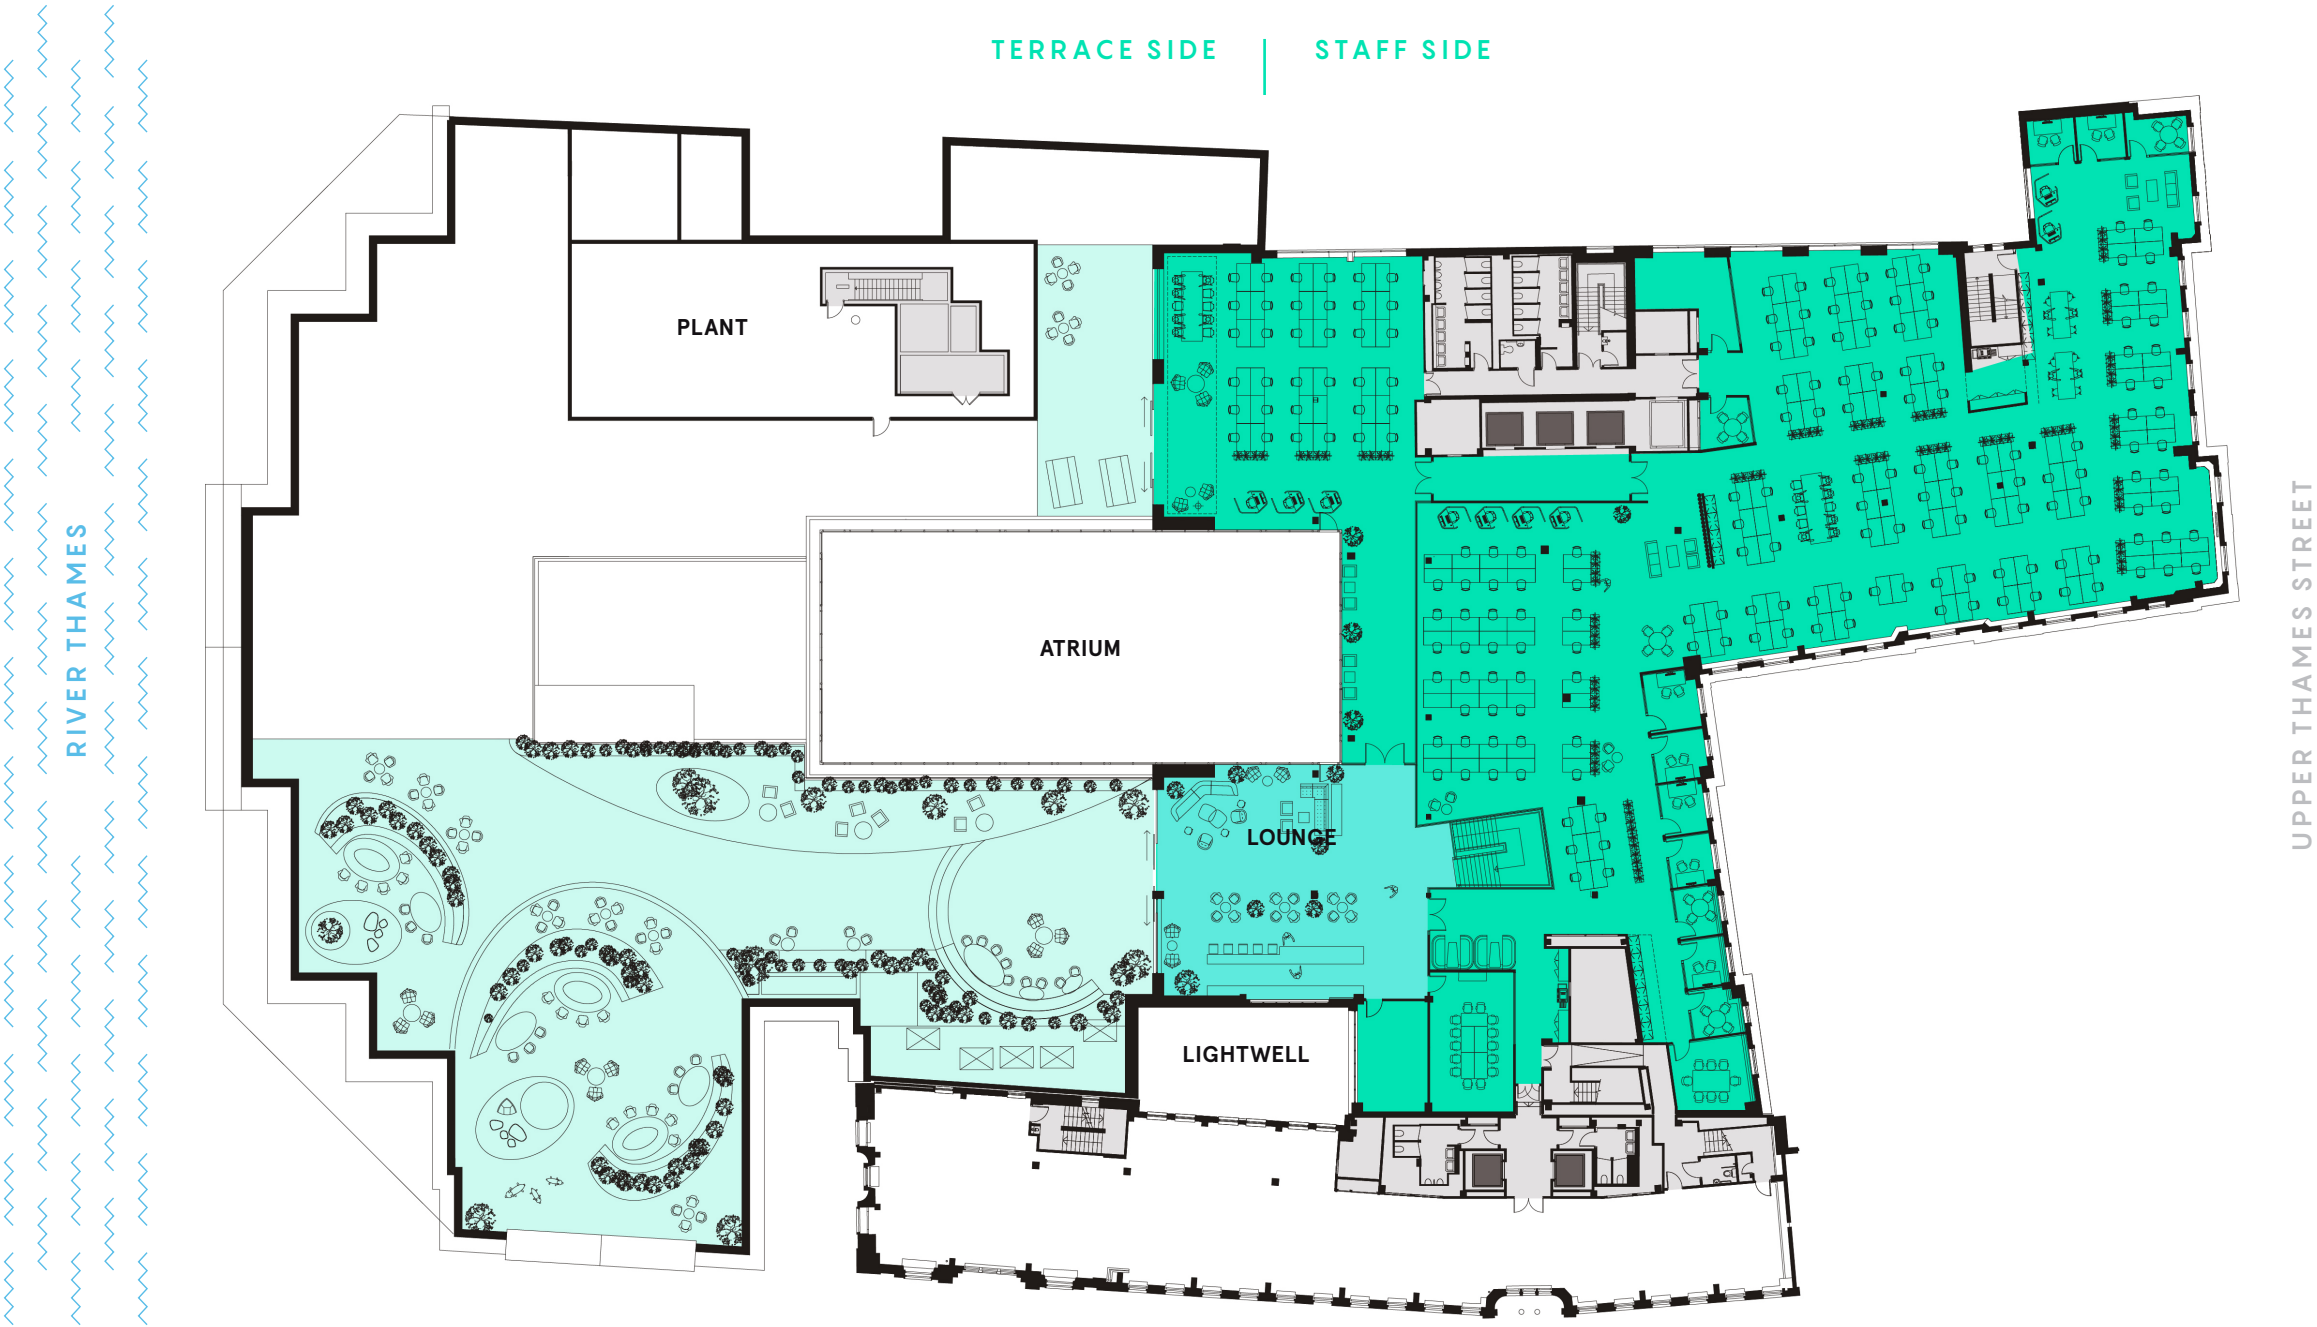 TERRACE SIDE
STAFF SIDE
PLANT
ATRIUM
LOUNGE
LIGHTWELL
RIVER THAMES
UPPER THAMES STREET